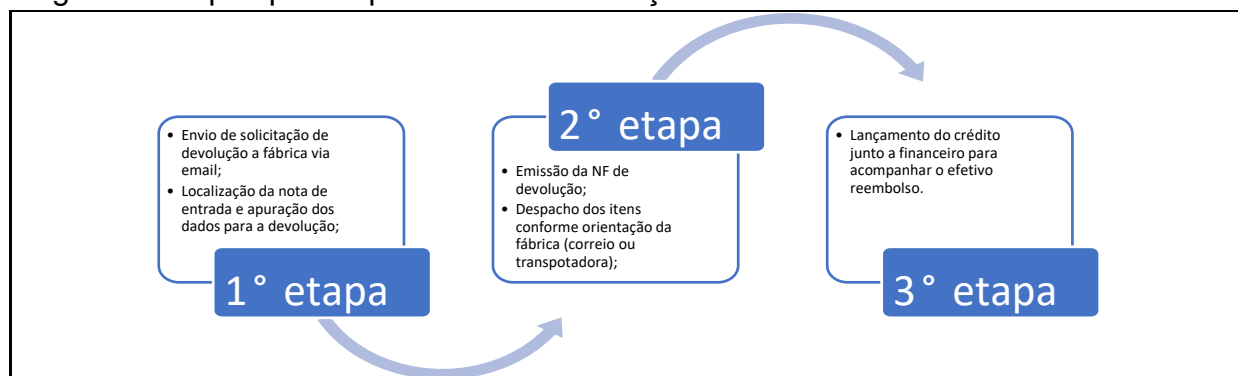 • Envio de solicitação de
devolução a fábrica via
email;
• Localização da nota de
entrada e apuração dos
dados para a devolução;
1° etapa
2° etapa
• Emissão da NF de
devolução;
• Despacho dos itens
conforme orientação da
fábrica (correio ou
transpotadora);
• Lançamento do crédito
junto a financeiro para
acompanhar o efetivo
reembolso.
3° etapa